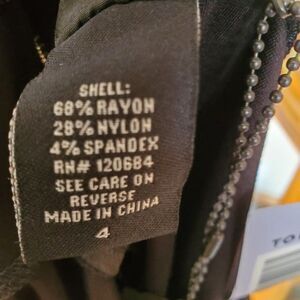 SHELL:
68% RAYON
28% NYLON
4% SPANDEX
RN# 120684
SEE CARE ON
REVERSE
MADE IN CHINA
4